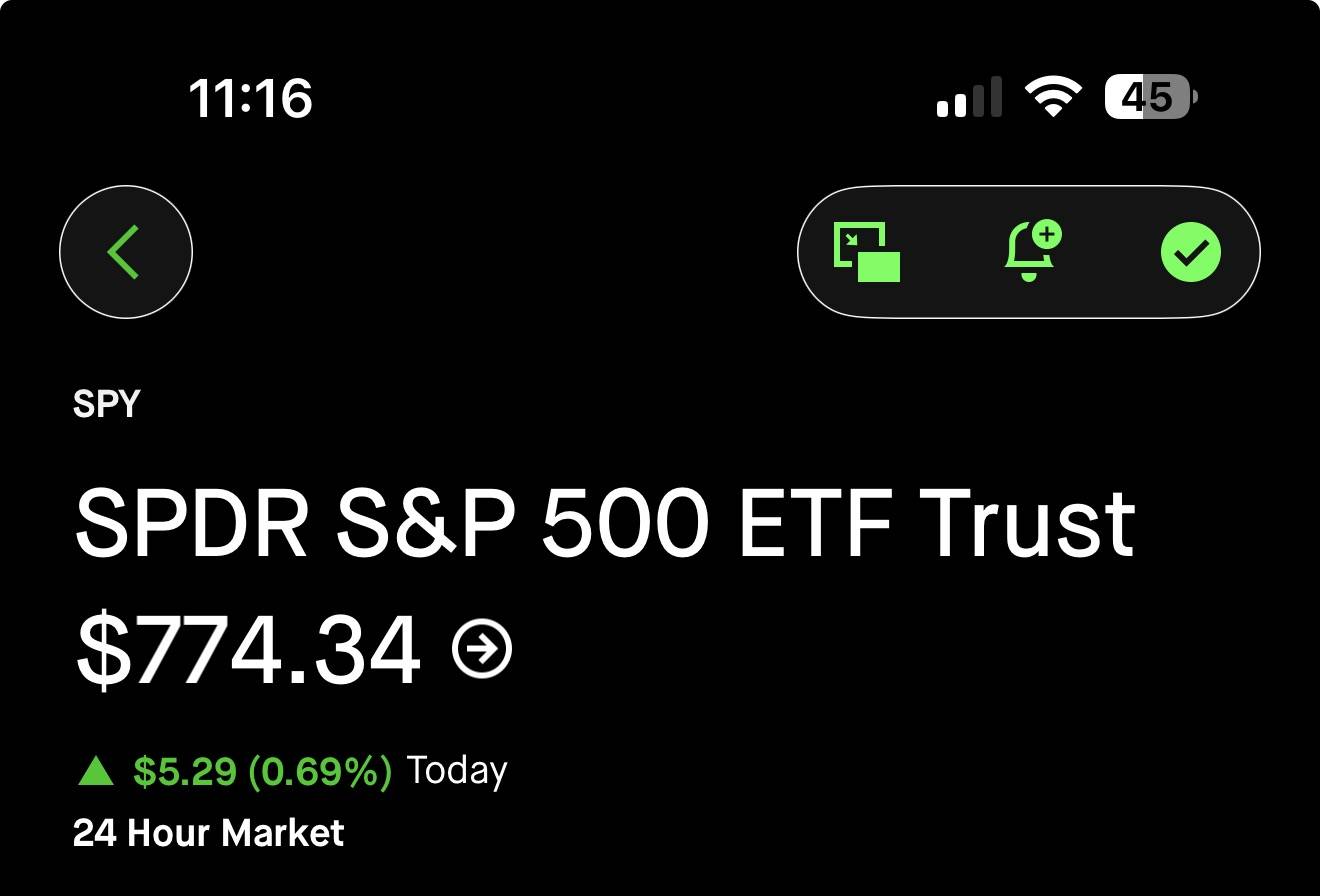 11:16 45
SPY
SPDR S&P 500 ETF Trust
$774.34
$5.29 (0.69%) Today
24 Hour Market